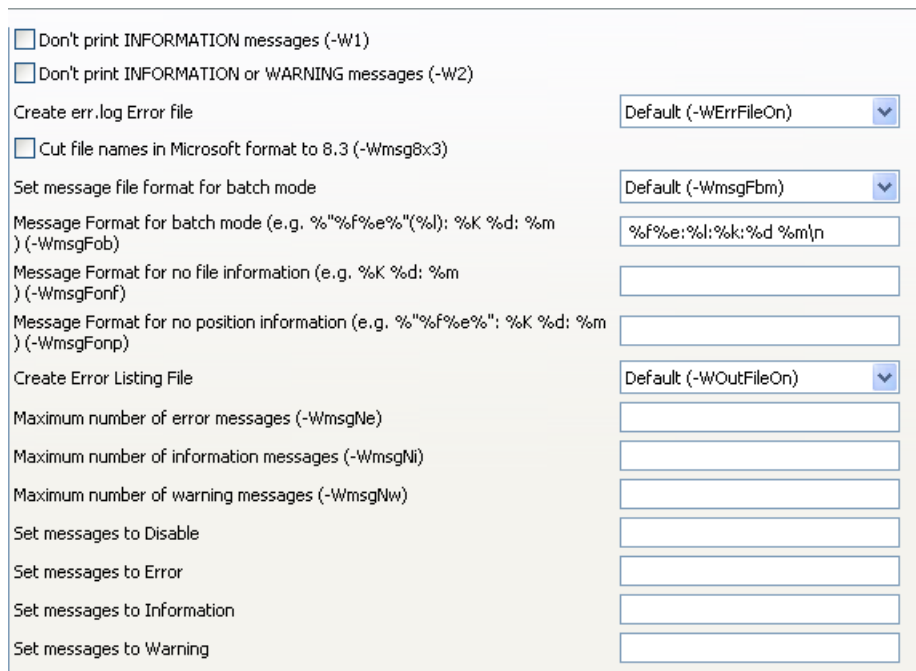 Don't print INFORMATION messages (-W1)
Don't print INFORMATION or WARNING messages (-W2)
Create err.log Error file Default (-WErrFileOn)
Cut file names in Microsoft format to 8.3 (-Wmsg8x3)
Set message file format for batch mode Default (-WmsgFbm)
Message Format for batch mode (e.g. %"%f%e%"(%l): %K %d: %m
) (-WmsgFob) %f%e:%l:%k:%d %m\n
Message Format for no file information (e.g. %K %d: %m
) (-WmsgFonf)
Message Format for no position information (e.g. %"%f%e%": %K %d: %m
) (-WmsgFonp)
Create Error Listing File Default (-WOutFileOn)
Maximum number of error messages (-WmsgNe)
Maximum number of information messages (-WmsgNi)
Maximum number of warning messages (-WmsgNw)
Set messages to Disable
Set messages to Error
Set messages to Information
Set messages to Warning